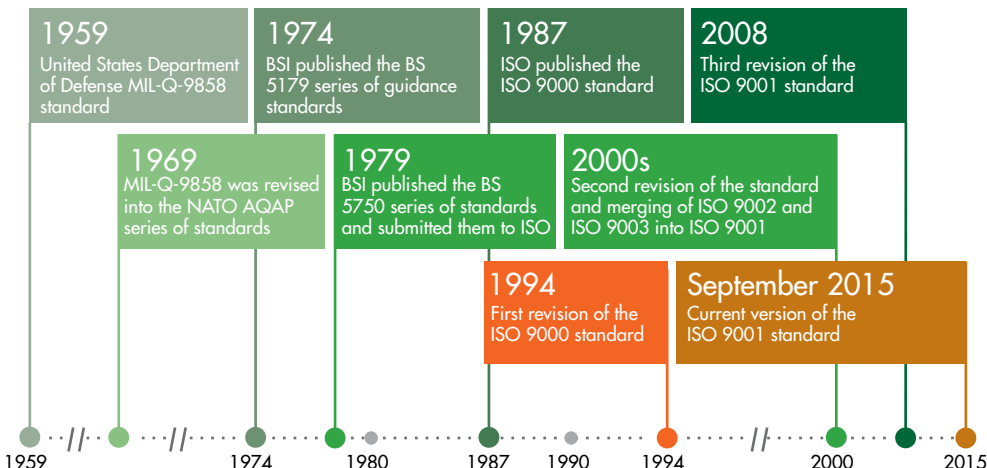 1959
United States Department
of Defense MIL-Q-9858
standard
1974
BSI published the BS
5179 series of guidance
standards
1987
ISO published the
ISO 9000 standard
2008
Third revision of the
ISO 9001 standard
1969
MIL-Q-9858 was revised
into the NATO AQAP
series of standards
1979
BSI published the BS
5750 series of standards
and submitted them to ISO
2000s
Second revision of the standard
and merging of ISO 9002 and
ISO 9003 into ISO 9001
1994
First revision of the
ISO 9000 standard
September 2015
Current version of the
ISO 9001 standard
1959 1974 1980 1987 1990 1994 2000 2015